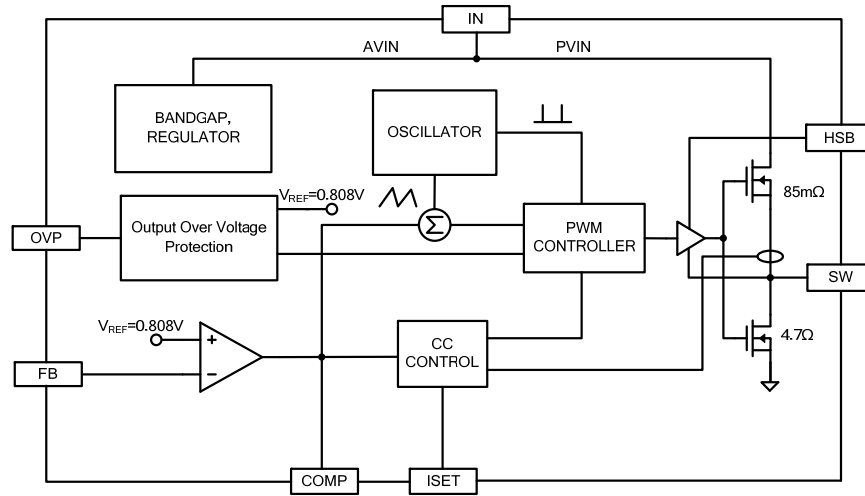 IN
AVIN
PVIN
BANDGAP,
REGULATOR
OSCILLATOR
HSB
VREF=0.808V
85mΩ
OVP
Output Over Voltage
Protection
Σ
PWM
CONTROLLER
SW
VREF=0.808V
+
−
4.7Ω
CC
CONTROL
FB
COMP
ISET